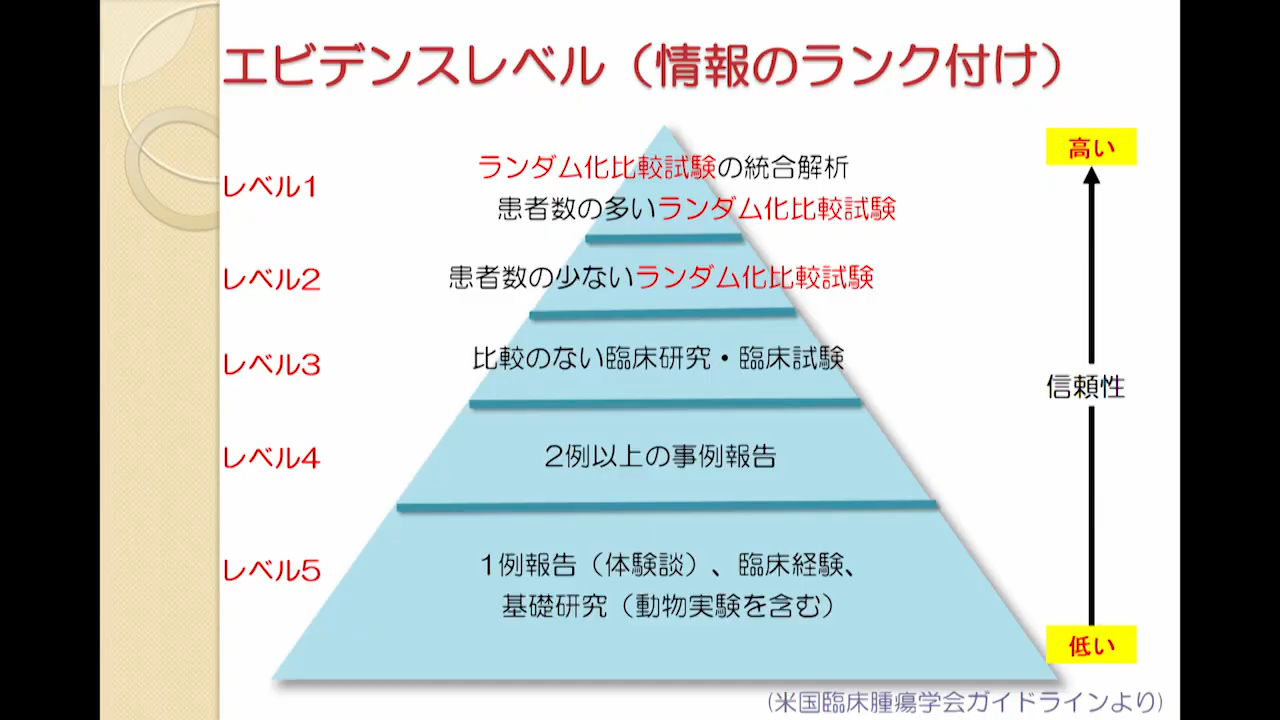 エビデンスレベル（情報のランク付け）
高い
レベル1
ランダム化比較試験の統合解析
患者数の多いランダム化比較試験
レベル2
患者数の少ないランダム化比較試験
レベル3
比較のない臨床研究・臨床試験
信頼性
レベル4
2例以上の事例報告
レベル5
1例報告（体験談）、臨床経験、
基礎研究（動物実験を含む）
低い
(米国臨床腫瘍学会ガイドラインより)